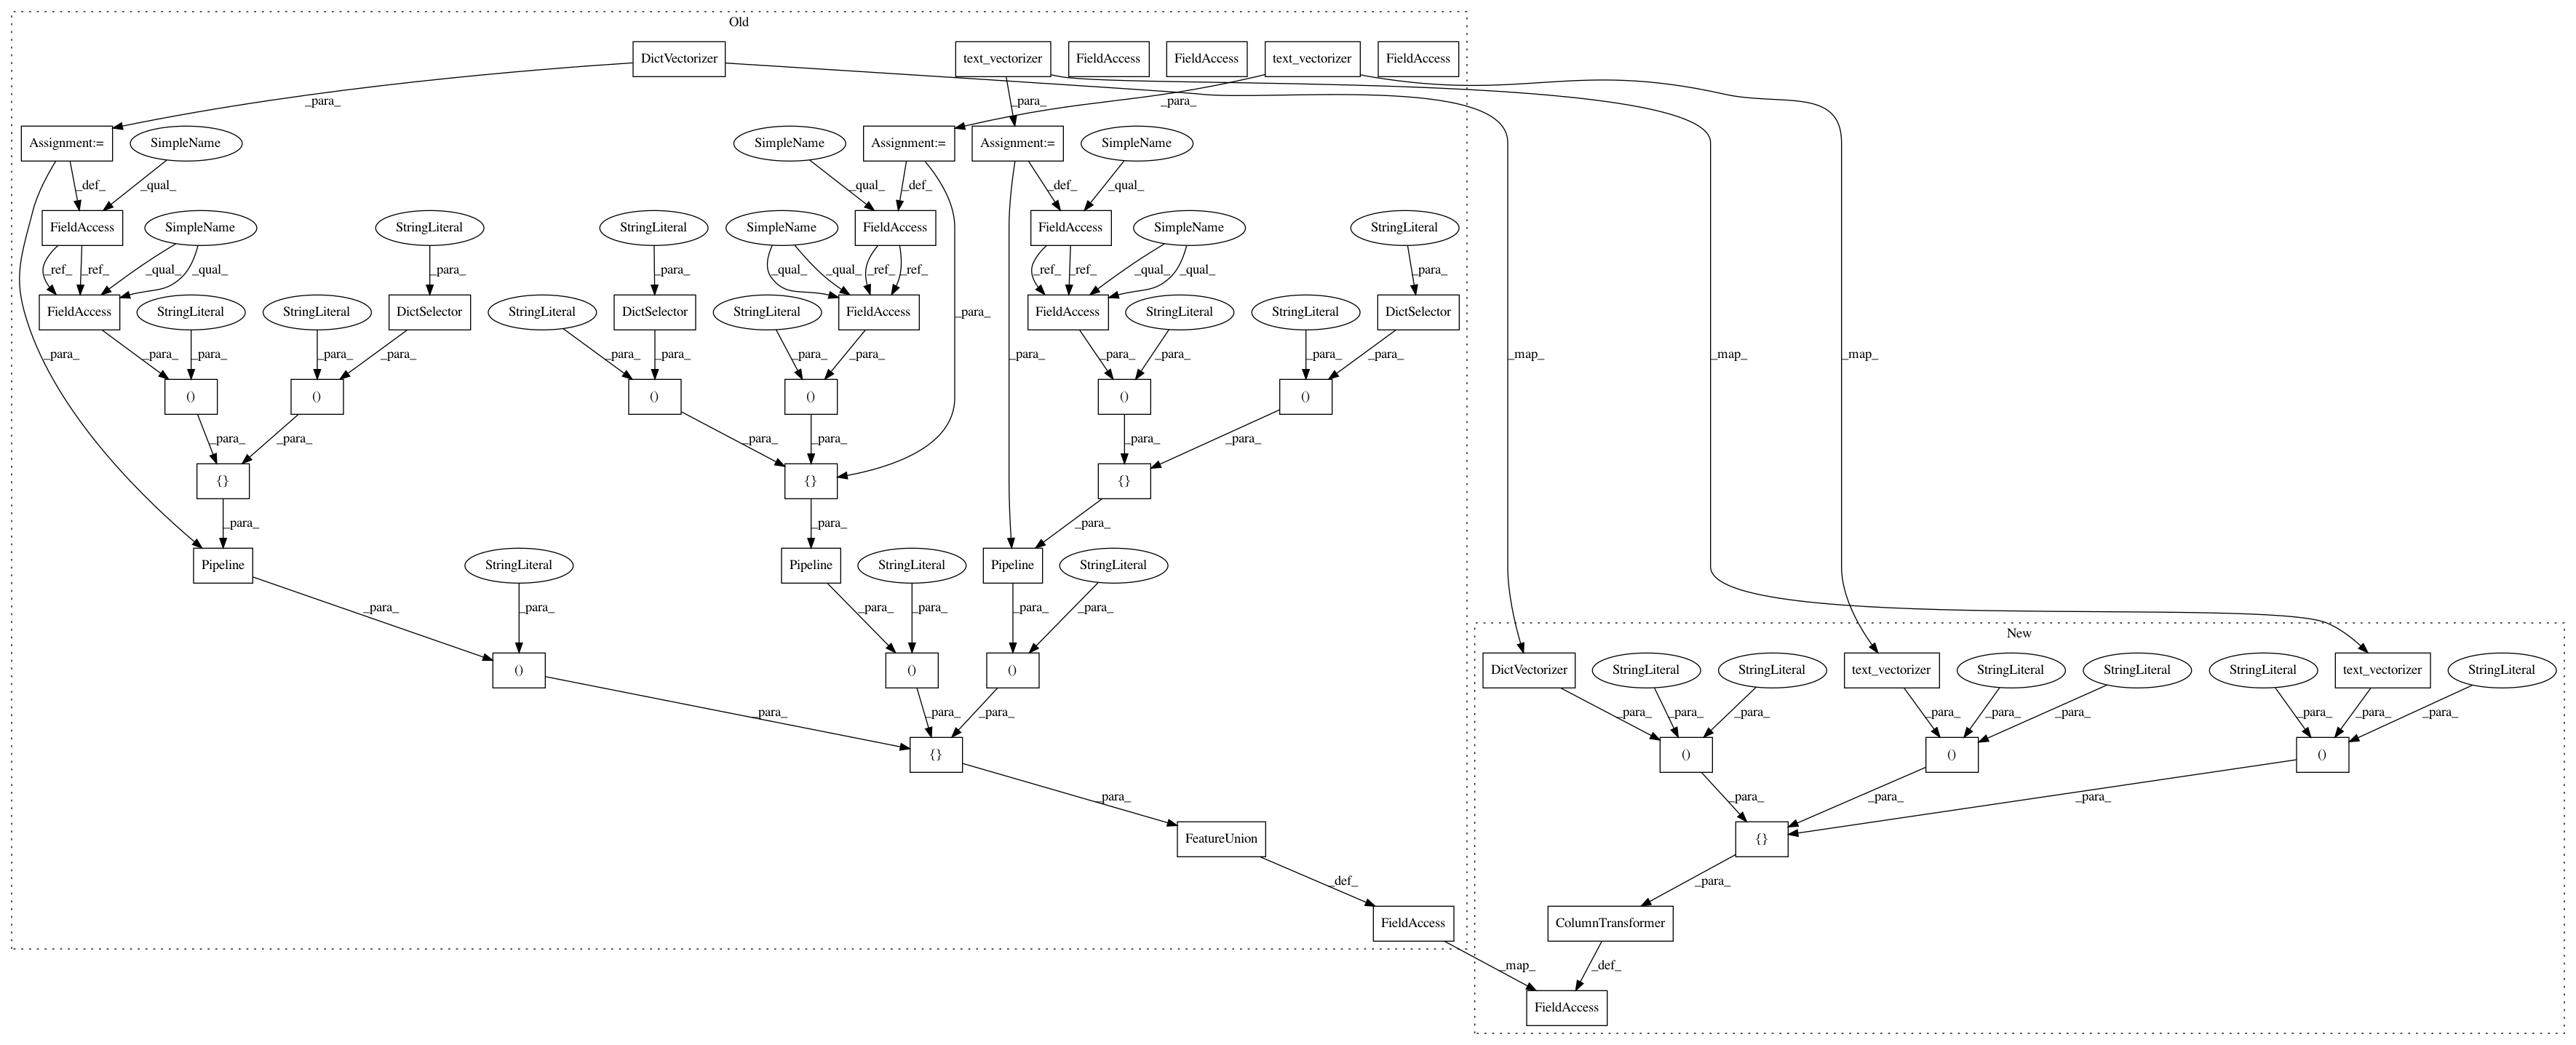 Old
DictVectorizer
text_vectorizer
FieldAccess
FieldAccess
text_vectorizer
FieldAccess
_para_
_para_
_para_
Assignment:=
SimpleName
SimpleName
Assignment:=
Assignment:=
SimpleName
_def_
_qual_
_qual_
_def_
_def_
_qual_
FieldAccess
SimpleName
StringLiteral
StringLiteral
SimpleName
FieldAccess
FieldAccess
SimpleName
StringLiteral
_ref_
_ref_
_qual_
_qual_
_para_
_para_
_qual_
_qual_
_ref_
_ref_
_ref_
_ref_
_qual_
_qual_
_para_
FieldAccess
StringLiteral
StringLiteral
DictSelector
StringLiteral
DictSelector
StringLiteral
FieldAccess
_para_
FieldAccess
StringLiteral
StringLiteral
DictSelector
_para_
_para_
_para_
_para_
_para_
_para_
_para_
_para_
_para_
_para_
_para_
_para_
_para_
_para_
_map_
_map_
_map_
()
()
()
()
()
()
_para_
_para_
_para_
_para_
_para_
_para_
{}
{}
{}
_para_
_para_
_para_
Pipeline
StringLiteral
Pipeline
StringLiteral
Pipeline
StringLiteral
_para_
_para_
_para_
_para_
_para_
_para_
New
()
()
()
DictVectorizer
StringLiteral
StringLiteral
text_vectorizer
StringLiteral
StringLiteral
StringLiteral
text_vectorizer
StringLiteral
_para_
_para_
_para_
_para_
_para_
_para_
_para_
_para_
_para_
_para_
_para_
_para_
{}
()
()
()
_para_
_para_
_para_
_para_
FeatureUnion
{}
_def_
_para_
FieldAccess
ColumnTransformer
_map_
_def_
FieldAccess